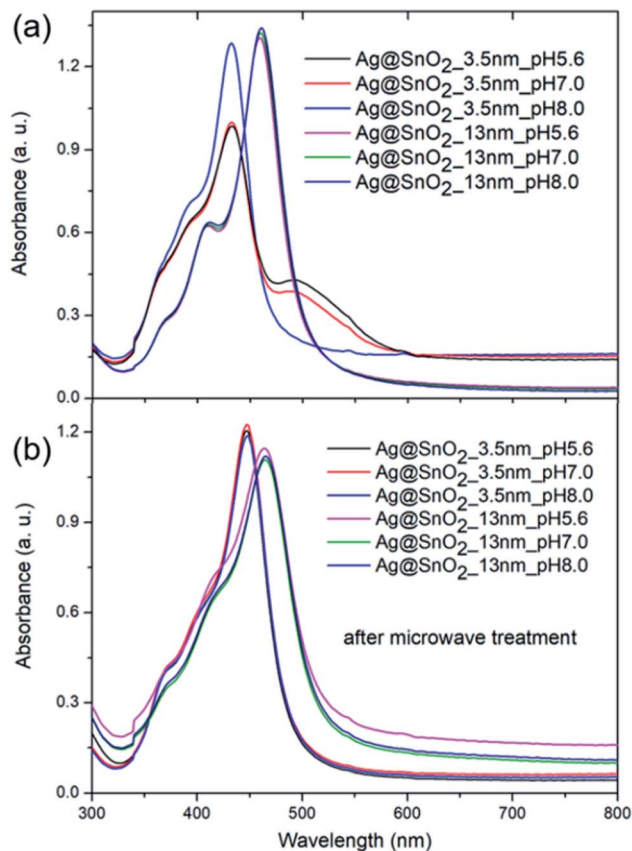 (a)
Ag@SnO2_3.5nm_pH5.6
Ag@SnO2_3.5nm_pH7.0
Ag@SnO2_3.5nm_pH8.0
Ag@SnO2_13nm_pH5.6
Ag@SnO2_13nm_pH7.0
Ag@SnO2_13nm_pH8.0
Absorbance (a. u.)
1.2
0.9
0.6
0.3
0.0
(b)
Ag@SnO2_3.5nm_pH5.6
Ag@SnO2_3.5nm_pH7.0
Ag@SnO2_3.5nm_pH8.0
Ag@SnO2_13nm_pH5.6
Ag@SnO2_13nm_pH7.0
Ag@SnO2_13nm_pH8.0
after microwave treatment
Absorbance (a. u.)
1.2
0.9
0.6
0.3
0.0
300 400 500 600 700 800
Wavelength (nm)